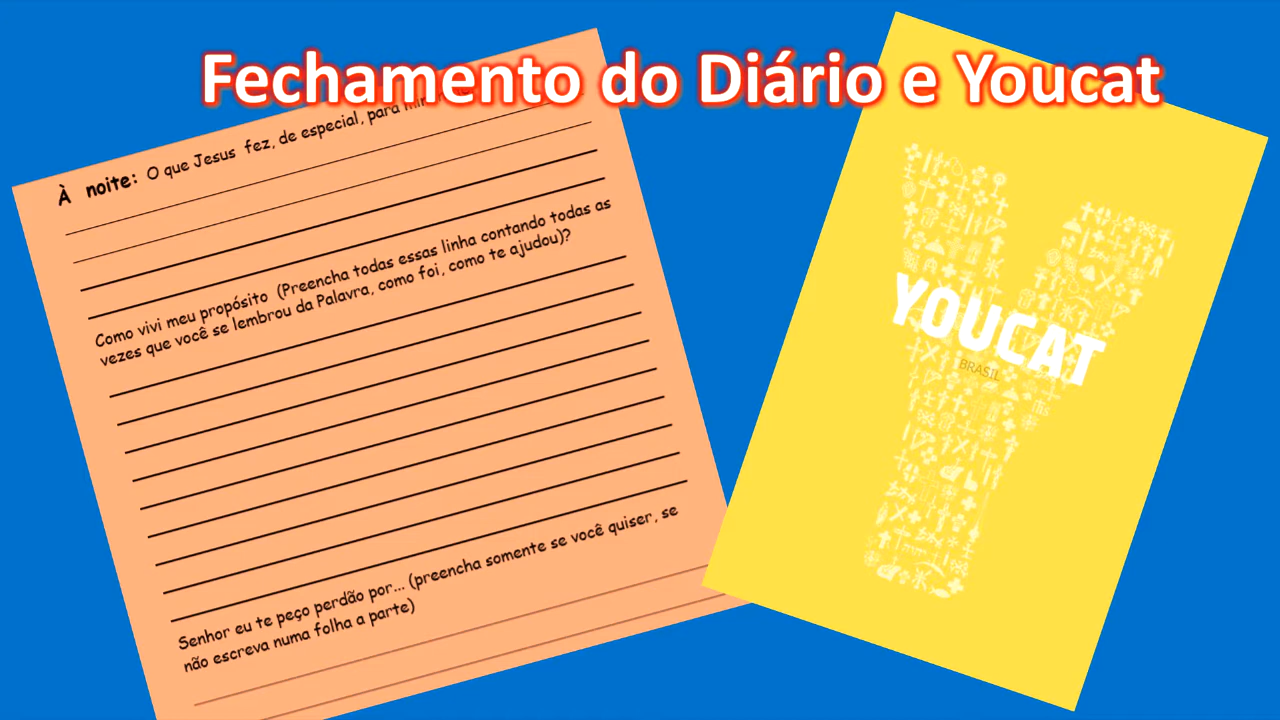 Fechamento do Diário e Youcat
À noite: O que Jesus fez, de especial, para
Como vivi meu propósito (Preencha todas essas linha contando todas as
vezes que você se lembrou da Palavra, como foi, como te ajudou)?
Senhor eu te peço perdão por... (preencha somente se você quiser, se
não escreva numa folha a parte)
YOUCAT
BRASIL